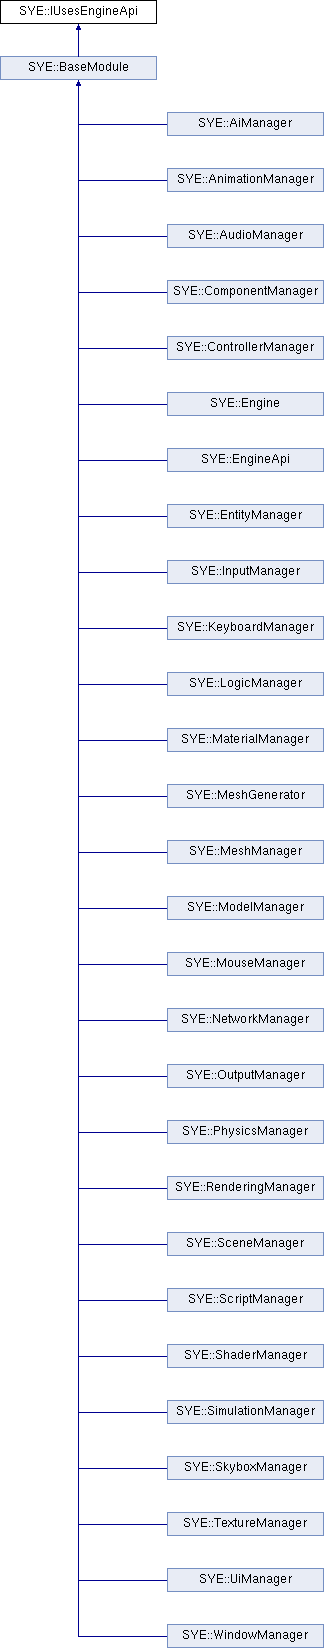 SYE::IUsesEngineApi
SYE::BaseModule
SYE::AiManager
SYE::AnimationManager
SYE::AudioManager
SYE::ComponentManager
SYE::ControllerManager
SYE::Engine
SYE::EngineApi
SYE::EntityManager
SYE::InputManager
SYE::KeyboardManager
SYE::LogicManager
SYE::MaterialManager
SYE::MeshGenerator
SYE::MeshManager
SYE::ModelManager
SYE::MouseManager
SYE::NetworkManager
SYE::OutputManager
SYE::PhysicsManager
SYE::RenderingManager
SYE::SceneManager
SYE::ScriptManager
SYE::ShaderManager
SYE::SimulationManager
SYE::SkyboxManager
SYE::TextureManager
SYE::UiManager
SYE::WindowManager